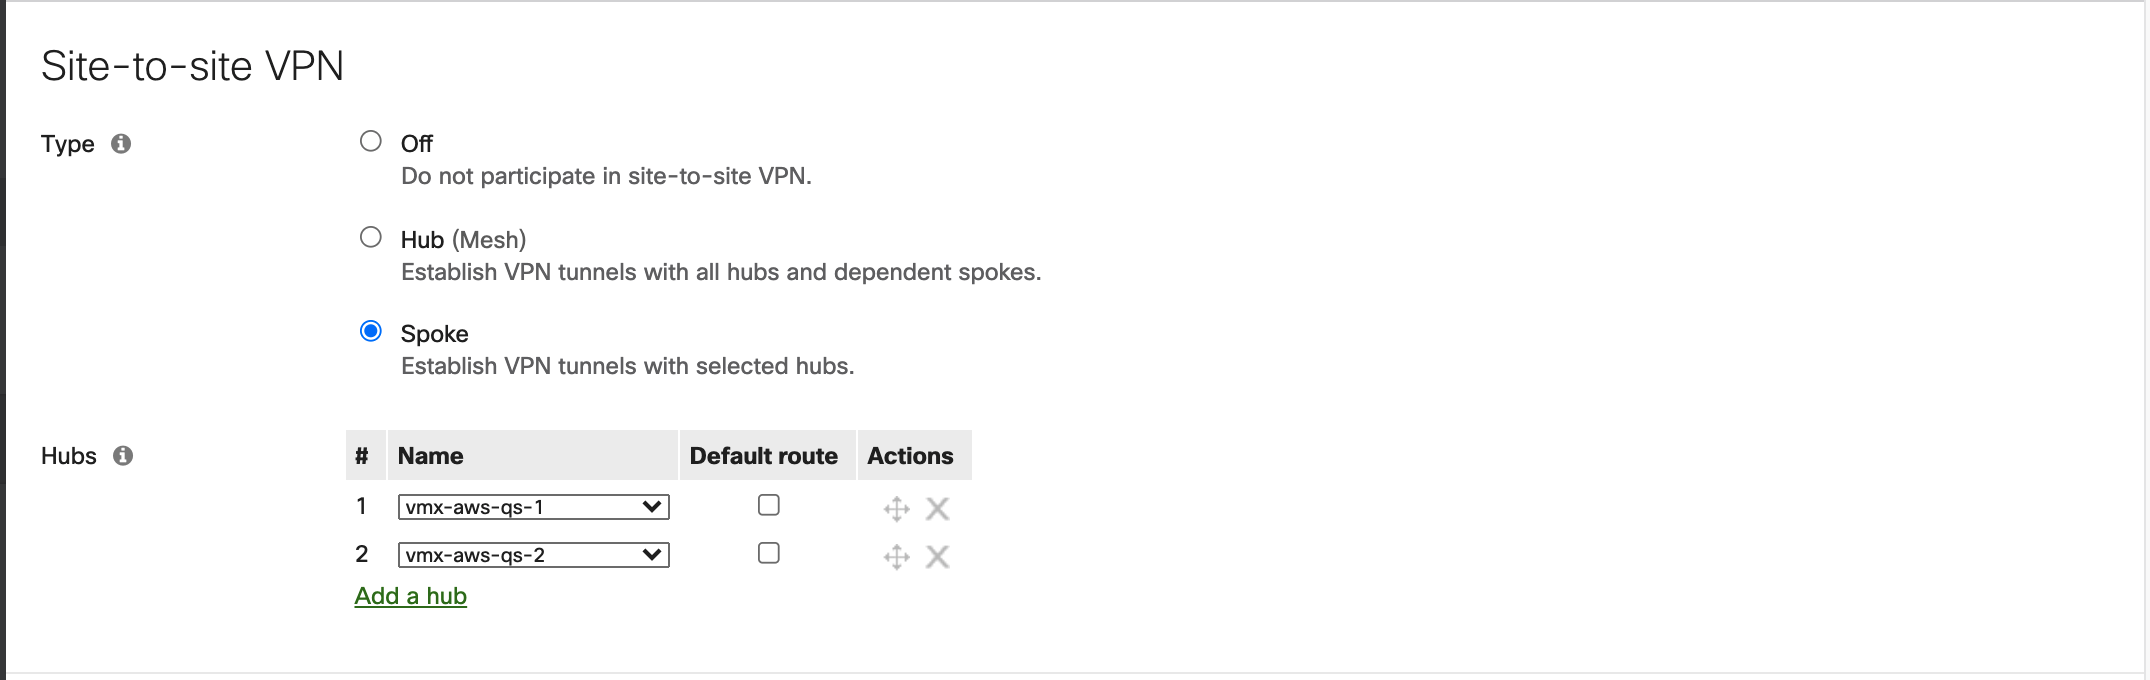 Site-to-site VPN
Type
Off
Do not participate in site-to-site VPN.
Hub (Mesh)
Establish VPN tunnels with all hubs and dependent spokes.
Spoke
Establish VPN tunnels with selected hubs.
Hubs
# Name Default route Actions
1 vmx-aws-qs-1
2 vmx-aws-qs-2
Add a hub